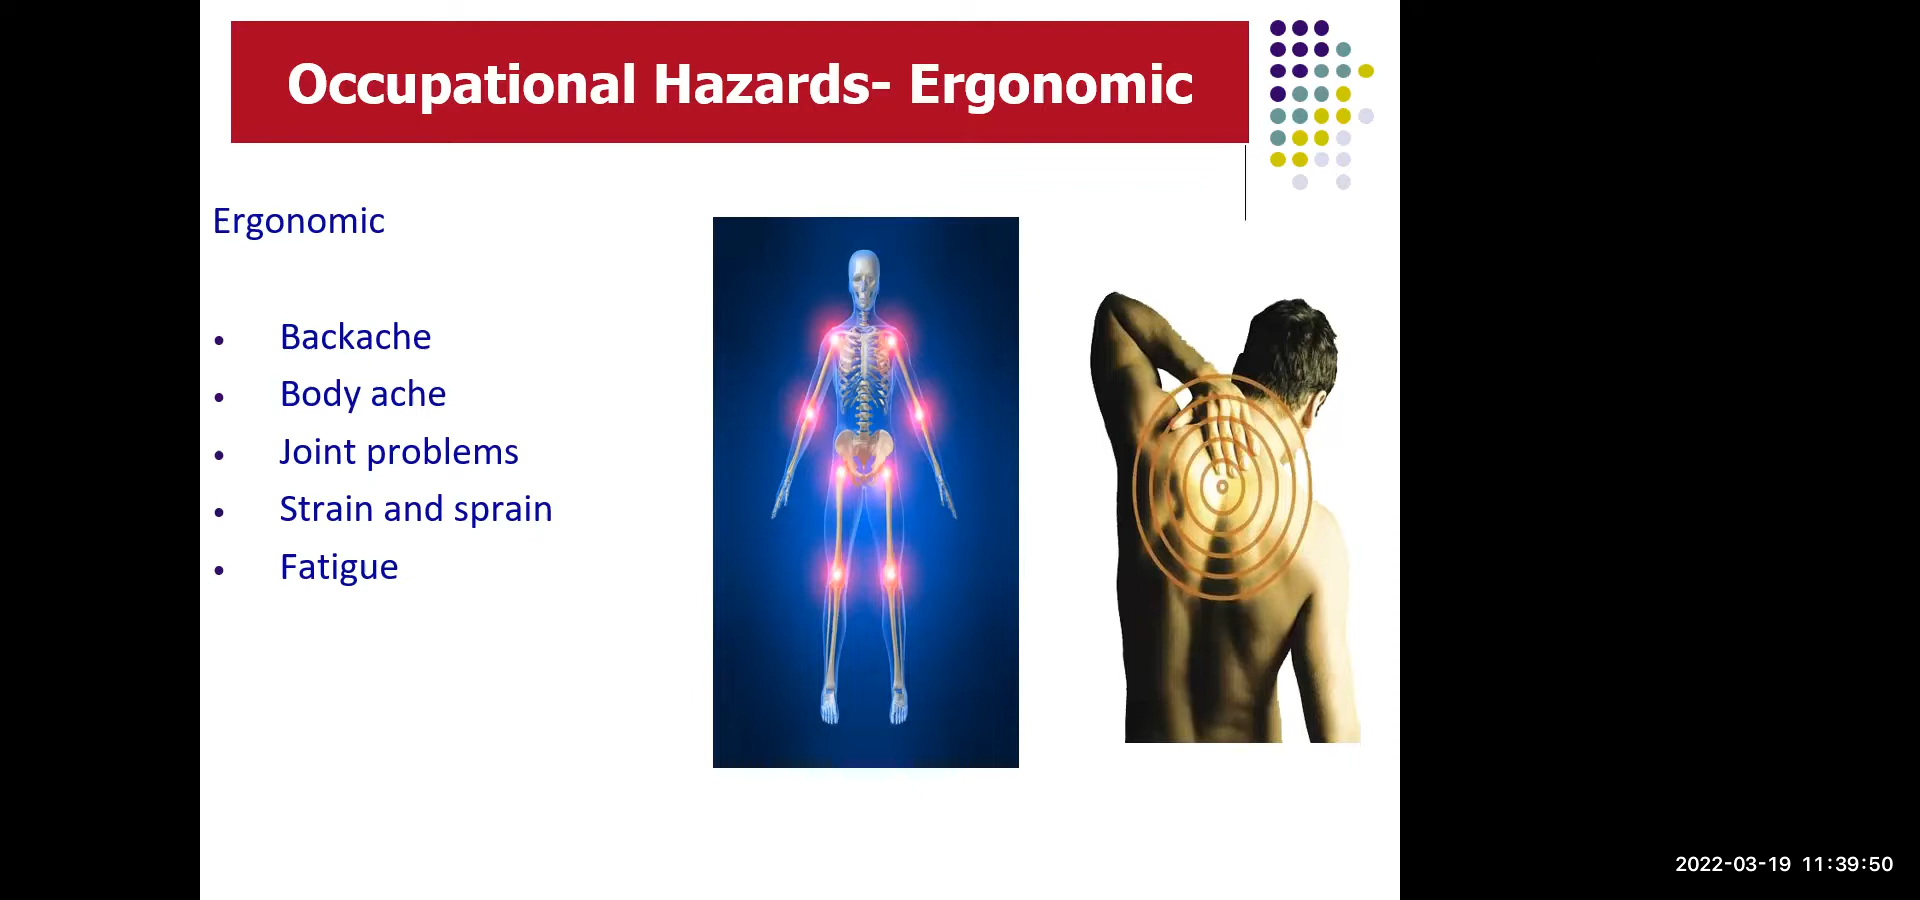 Occupational Hazards- Ergonomic
Ergonomic
• Backache
• Body ache
• Joint problems
• Strain and sprain
• Fatigue
2022-03-19 11:39:50